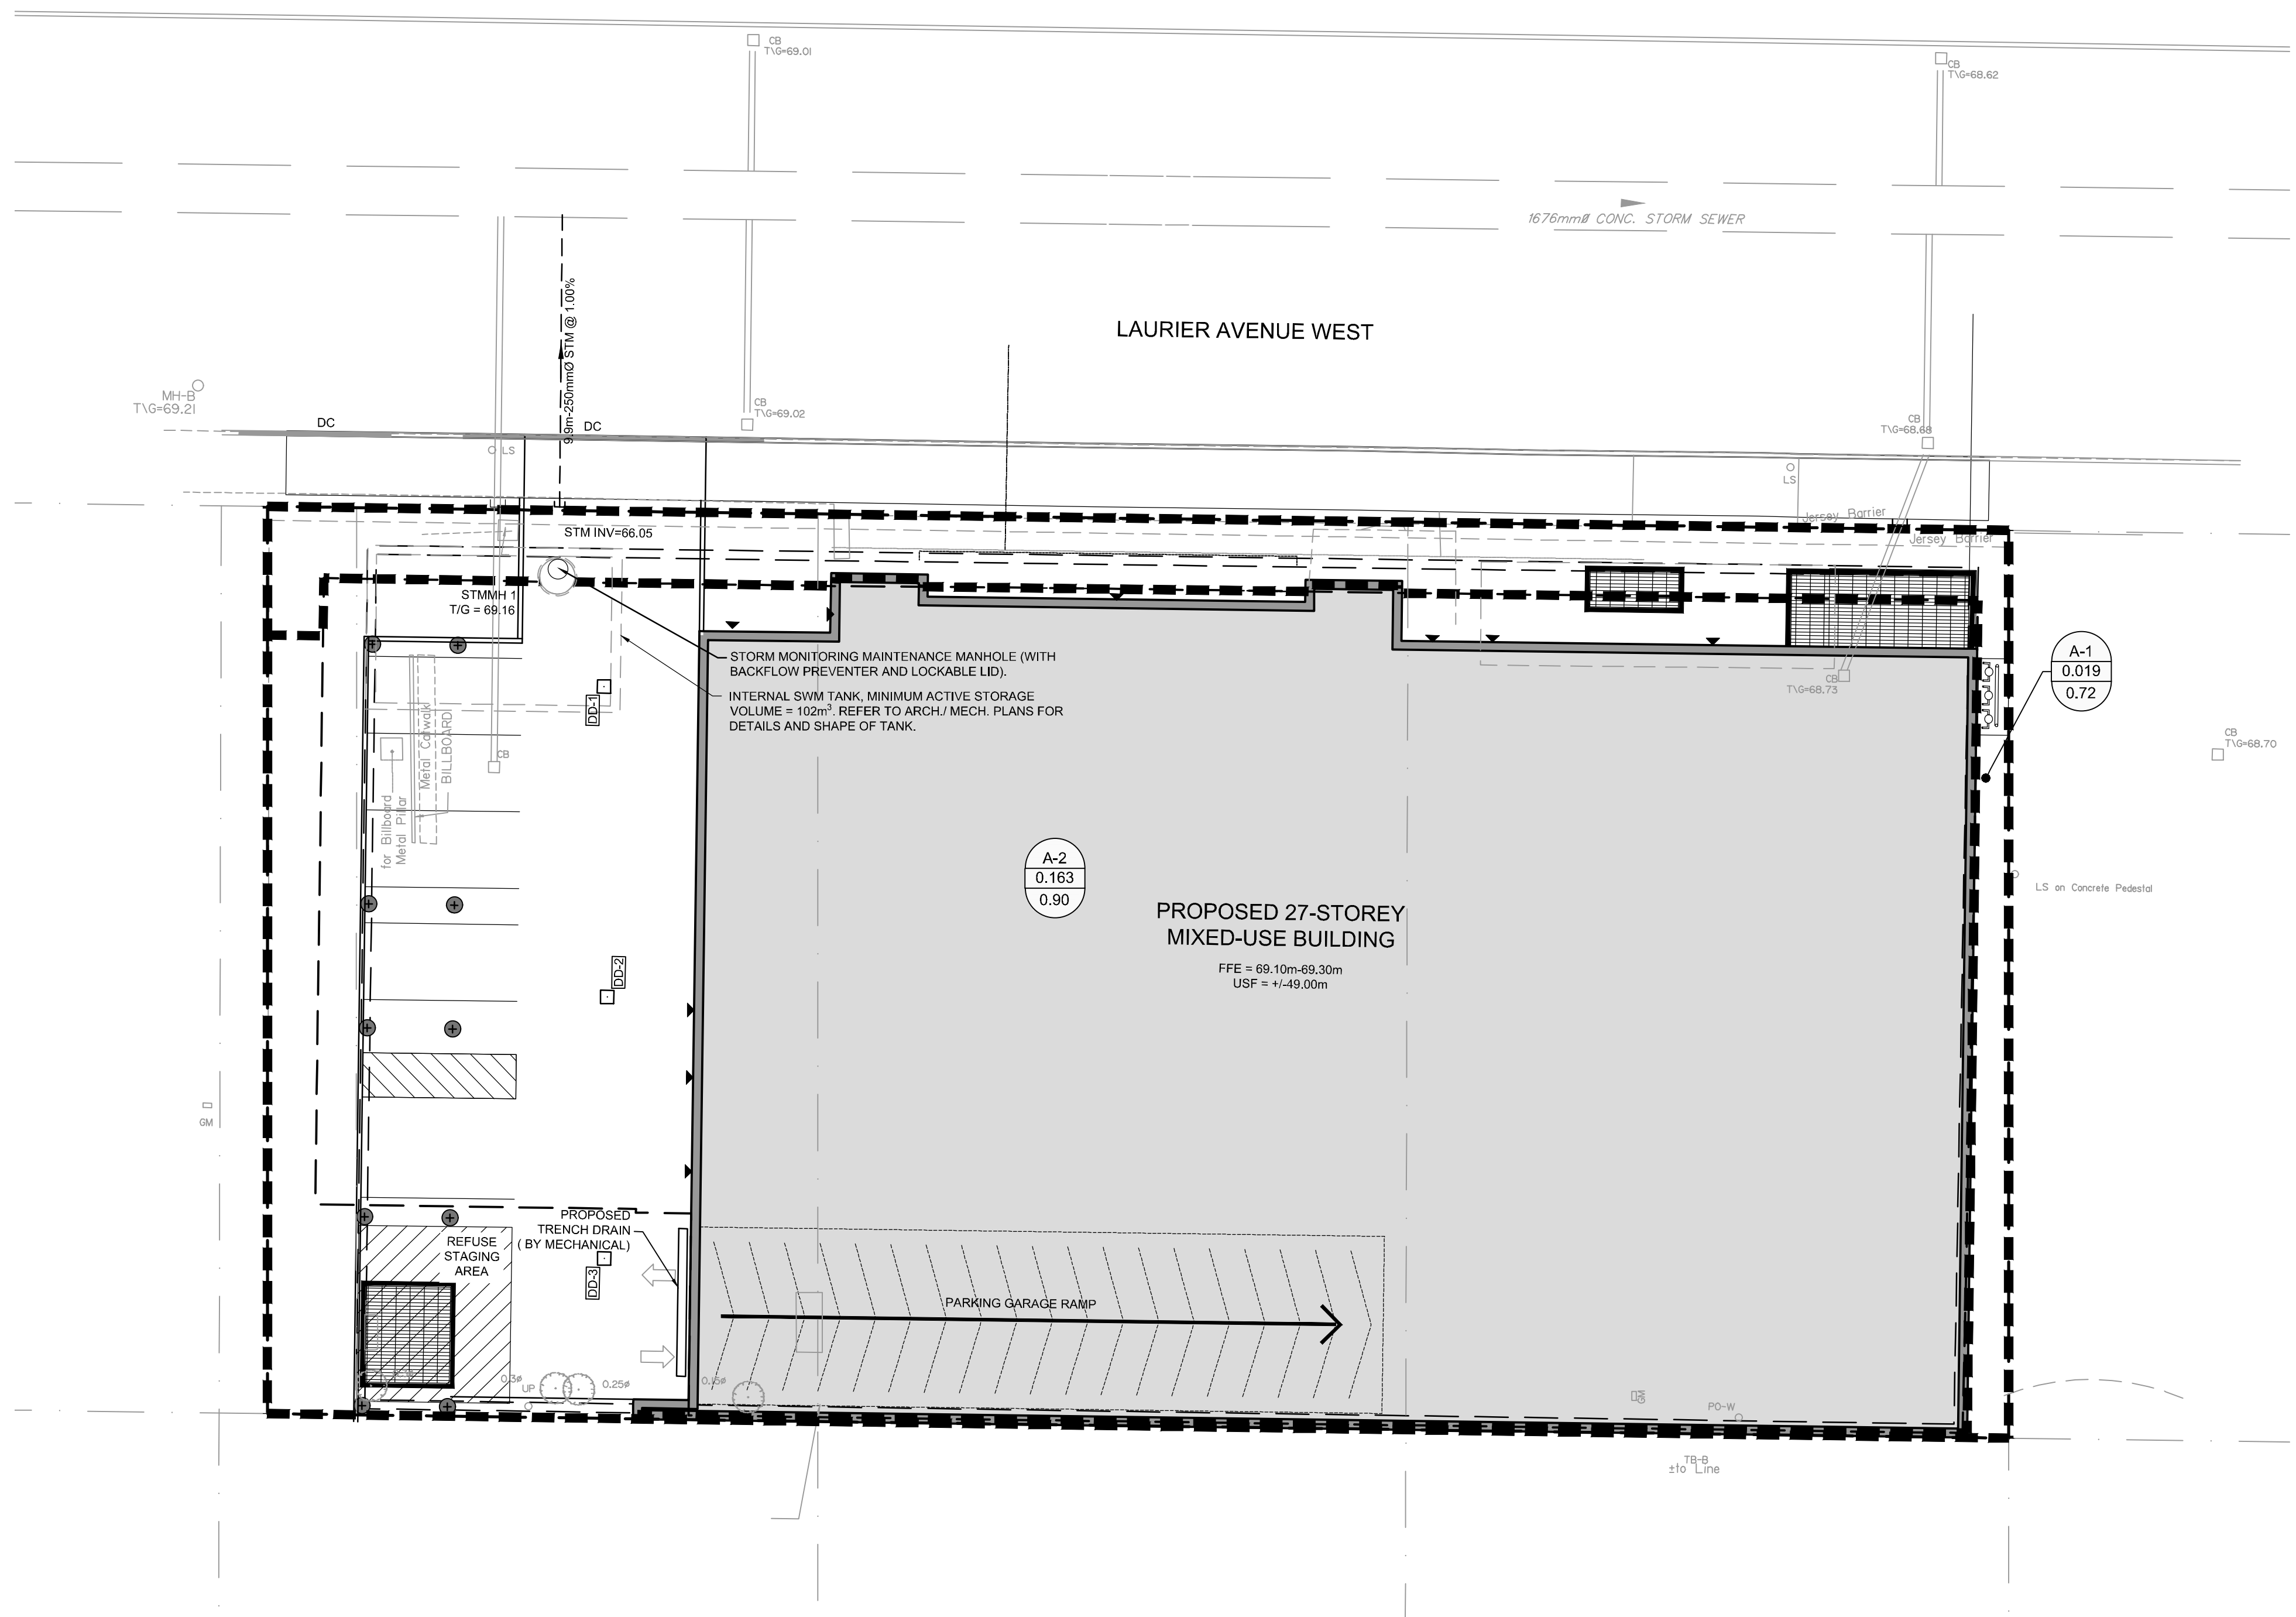 CB
T\G=69.01
CB
T\G=68.62
1676mmØ CONC. STORM SEWER
9.9m-250mmØ STM @ 1.00%
LAURIER AVENUE WEST
MH-B
T\G=69.21
DC
DC
CB
T\G=69.02
CB
T\G=68.68
LS
LS
Jersey Barrier
Jersey Barrier
STM INV=66.05
STMMH 1
T/G = 69.16
STORM MONITORING MAINTENANCE MANHOLE (WITH
BACKFLOW PREVENTER AND LOCKABLE LID).
INTERNAL SWM TANK, MINIMUM ACTIVE STORAGE
VOLUME = 102m³. REFER TO ARCH./ MECH. PLANS FOR
DETAILS AND SHAPE OF TANK.
DD-1
CB
T\G=68.73
A-1
0.019
0.72
CB
T\G=68.70
Metal Catwalk
BILLBOARD
CB
for Billboard
Metal Pillar
A-2
0.163
0.90
LS on Concrete Pedestal
PROPOSED 27-STOREY
MIXED-USE BUILDING
FFE = 69.10m-69.30m
USF = +/-49.00m
DD-2
GM
PROPOSED
TRENCH DRAIN
( BY MECHANICAL)
REFUSE
STAGING
AREA
DD-3
PARKING GARAGE RAMP
0.3ø
UP
0.25ø
0.15ø
GM
PO-W
TB-B
±to Line